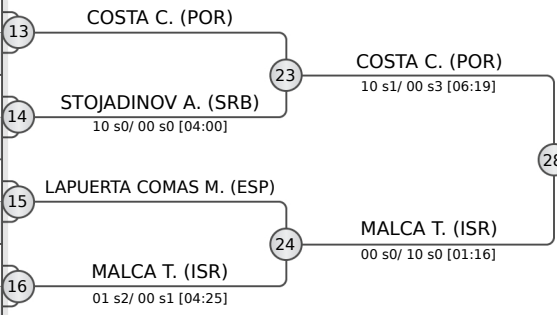 COSTA C. (POR)
13
COSTA C. (POR)
23
10 s1/ 00 s3 [06:19]
STOJADINOV A. (SRB)
14
10 s0/ 00 s0 [04:00]
28
LAPUERTA COMAS M. (ESP)
15
MALCA T. (ISR)
24
00 s0/ 10 s0 [01:16]
MALCA T. (ISR)
16
01 s2/ 00 s1 [04:25]